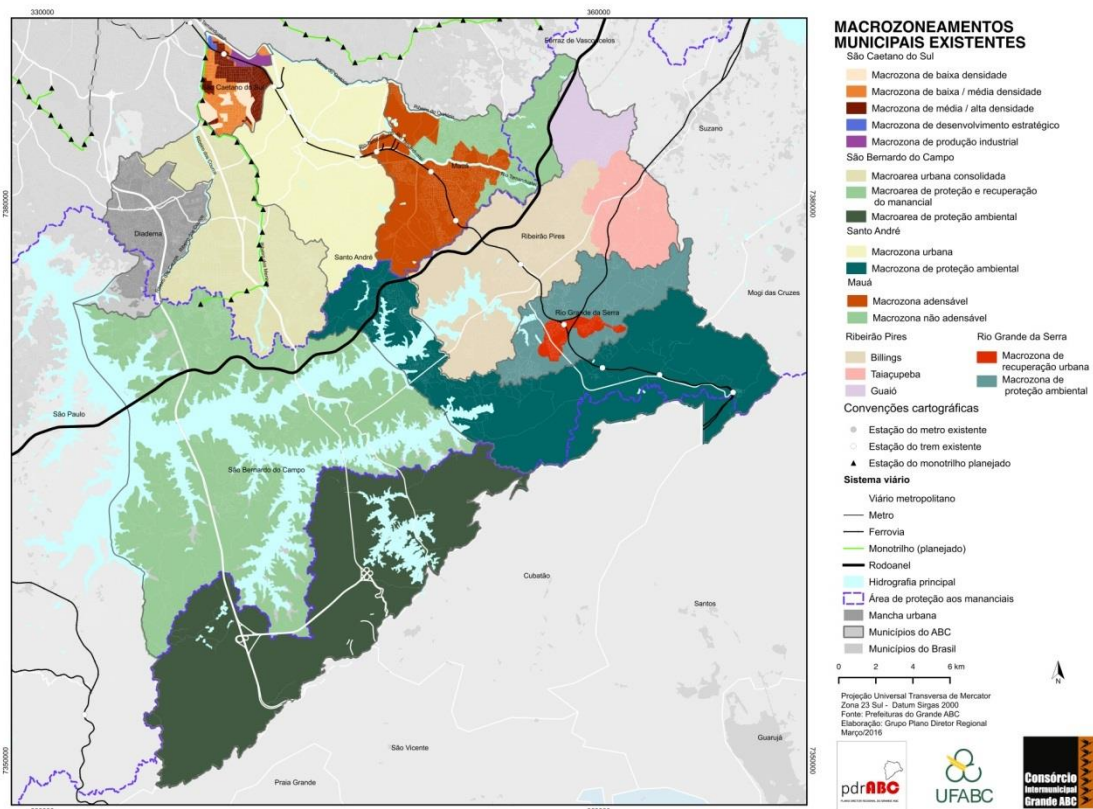 330000
360000
Ferraz de Vasconcelos
São Caetano do Sul
Suzano
Mauá
7380000
7380000
Diadema
Ribeirão Pires
Santo André
Mogi das Cruzes
Rio Grande da Serra
São Paulo
São Bernardo do Campo
Cubatão
Santos
São Vicente
Guarujá
Praia Grande
7350000
7350000
MACROZONEAMENTOS
MUNICIPAIS EXISTENTES
São Caetano do Sul
Macrozona de baixa densidade
Macrozona de baixa / média densidade
Macrozona de média / alta densidade
Macrozona de desenvolvimento estratégico
Macrozona de produção industrial
São Bernardo do Campo
Macroarea urbana consolidada
Macroarea de proteção e recuperação
do manancial
Macroarea de proteção ambiental
Santo André
Macrozona urbana
Macrozona de proteção ambiental
Mauá
Macrozona adensável
Macrozona não adensável
Ribeirão Pires
Billings
Taiaçupeba
Guaió
Rio Grande da Serra
Macrozona de
recuperação urbana
Macrozona de
proteção ambiental
Convenções cartográficas
Estação do metro existente
Estação do trem existente
Estação do monotrilho planejado
Sistema viário
Viário metropolitano
Metro
Ferrovia
Monotrilho (planejado)
Rodoanel
Hidrografia principal
Área de proteção aos mananciais
Mancha urbana
Municípios do ABC
Municípios do Brasil
0 2 4 6 km
N
Projeção Universal Transversa de Mercator
Zona 23 Sul - Datum Sirgas 2000
Fonte: Prefeituras do Grande ABC
Elaboração: Grupo Plano Diretor Regional
Março/2016
pdrABC
PLANO DIRETOR REGIONAL DO GRANDE ABC
UFABC
Consórcio
Intermunicipal
Grande ABC